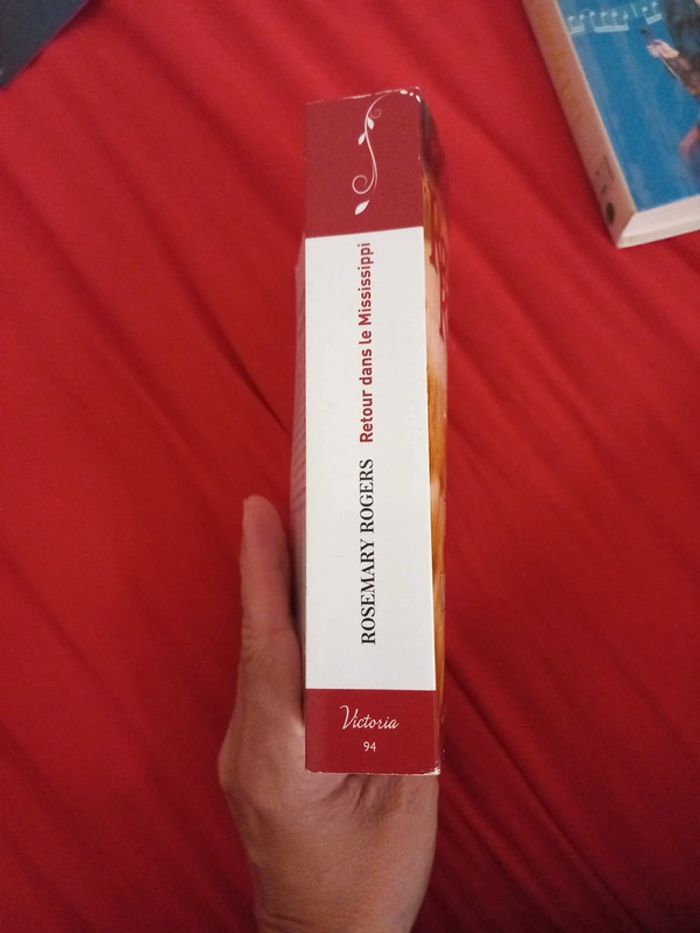 ROSEMARY ROGERS Retour dans le Mississippi
Victoria
94